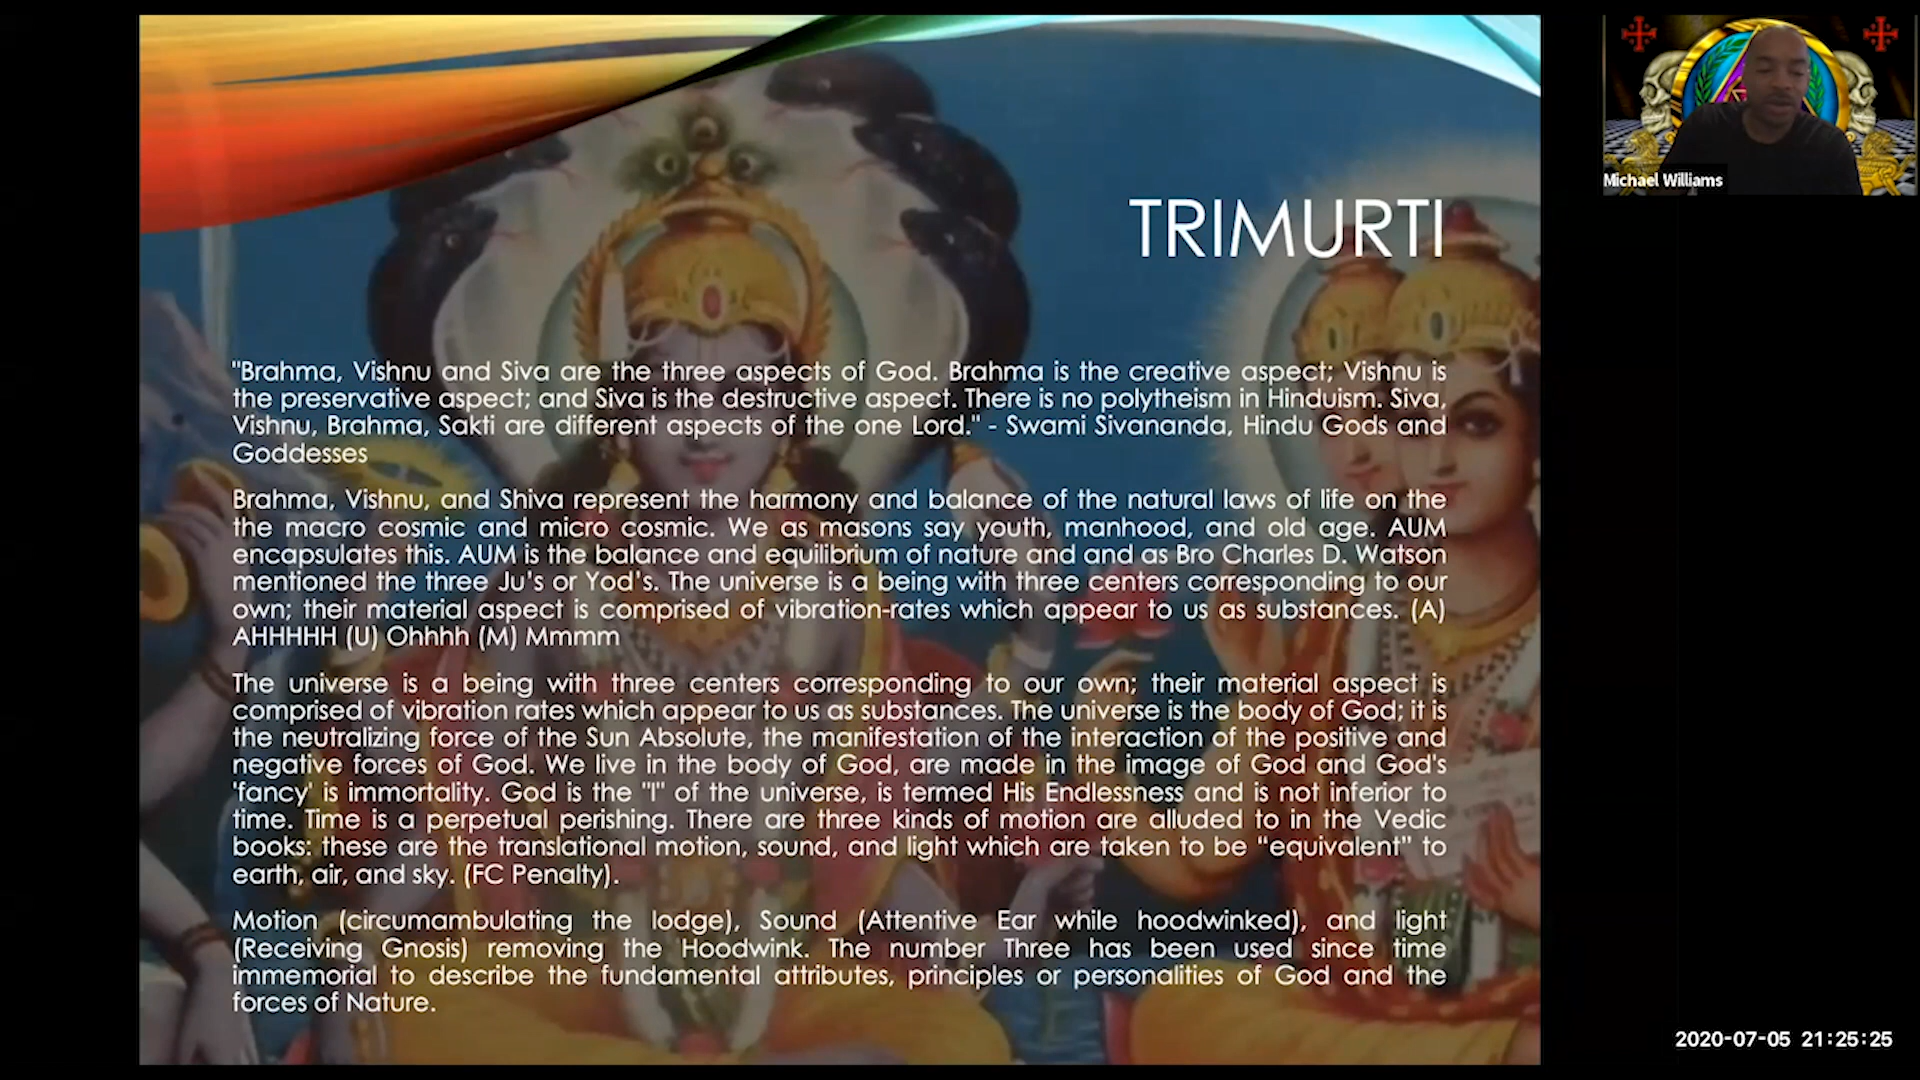 TRIMURTI
"Brahma, Vishnu and Siva are the three aspects of God. Brahma is the creative aspect; Vishnu is
the preservative aspect; and Siva is the destructive aspect. There is no polytheism in Hinduism. Siva,
Vishnu, Brahma, Sakti are different aspects of the one Lord." - Swami Sivananda, Hindu Gods and
Goddesses
Brahma, Vishnu, and Shiva represent the harmony and balance of the natural laws of life on the
the macro cosmic and micro cosmic. We as masons say youth, manhood, and old age. AUM
encapsulates this. AUM is the balance and equilibrium of nature and and as Bro Charles D. Watson
mentioned the three Ju's or Yod's. The universe is a being with three centers corresponding to our
own; their material aspect is comprised of vibration-rates which appear to us as substances. (A)
AHHHHH (U) Ohhhh (M) Mmmm
The universe is a being with three centers corresponding to our own; their material aspect is
comprised of vibration rates which appear to us as substances. The universe is the body of God; it is
the neutralizing force of the Sun Absolute, the manifestation of the interaction of the positive and
negative forces of God. We live in the body of God, are made in the image of God and God's
'fancy' is immortality. God is the "I" of the universe, is termed His Endlessness and is not inferior to
time. Time is a perpetual perishing. There are three kinds of motion are alluded to in the Vedic
books: these are the translational motion, sound, and light which are taken to be “equivalent” to
earth, air, and sky. (FC Penalty).
Motion (circumambulating the lodge), Sound (Attentive Ear while hoodwinked), and light
(Receiving Gnosis) removing the Hoodwink. The number Three has been used since time
immemorial to describe the fundamental attributes, principles or personalities of God and the
forces of Nature.
Michael Williams
2020-07-05 21:25:25